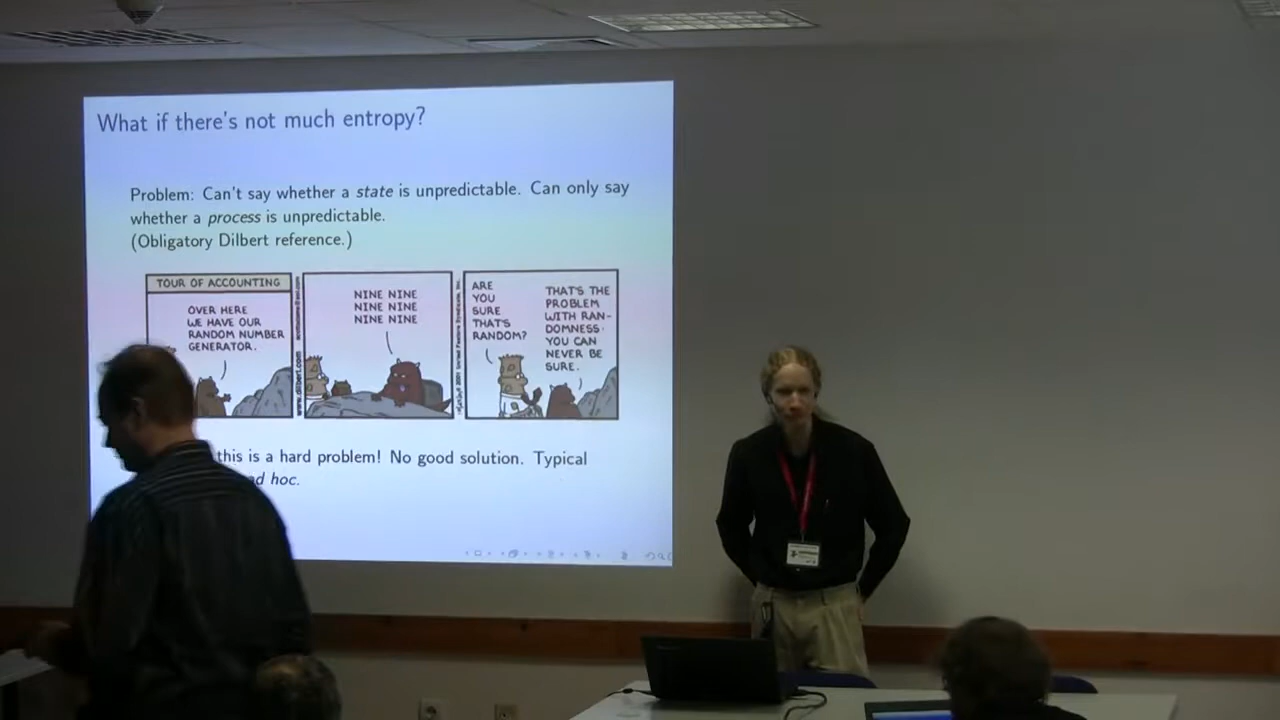 What if there's not much entropy?
Problem: Can't say whether a state is unpredictable. Can only say
whether a process is unpredictable.
(Obligatory Dilbert reference.)
TOUR OF ACCOUNTING
OVER HERE
WE HAVE OUR
RANDOM NUMBER
GENERATOR.
www.dilbert.com
NINE NINE
NINE NINE
NINE NINE
ARE
YOU
SURE
THAT'S
RANDOM?
THAT'S THE
PROBLEM
WITH RAN-
DOMNESS.
YOU CAN
NEVER BE
SURE.
this is a hard problem! No good solution. Typical
hoc.